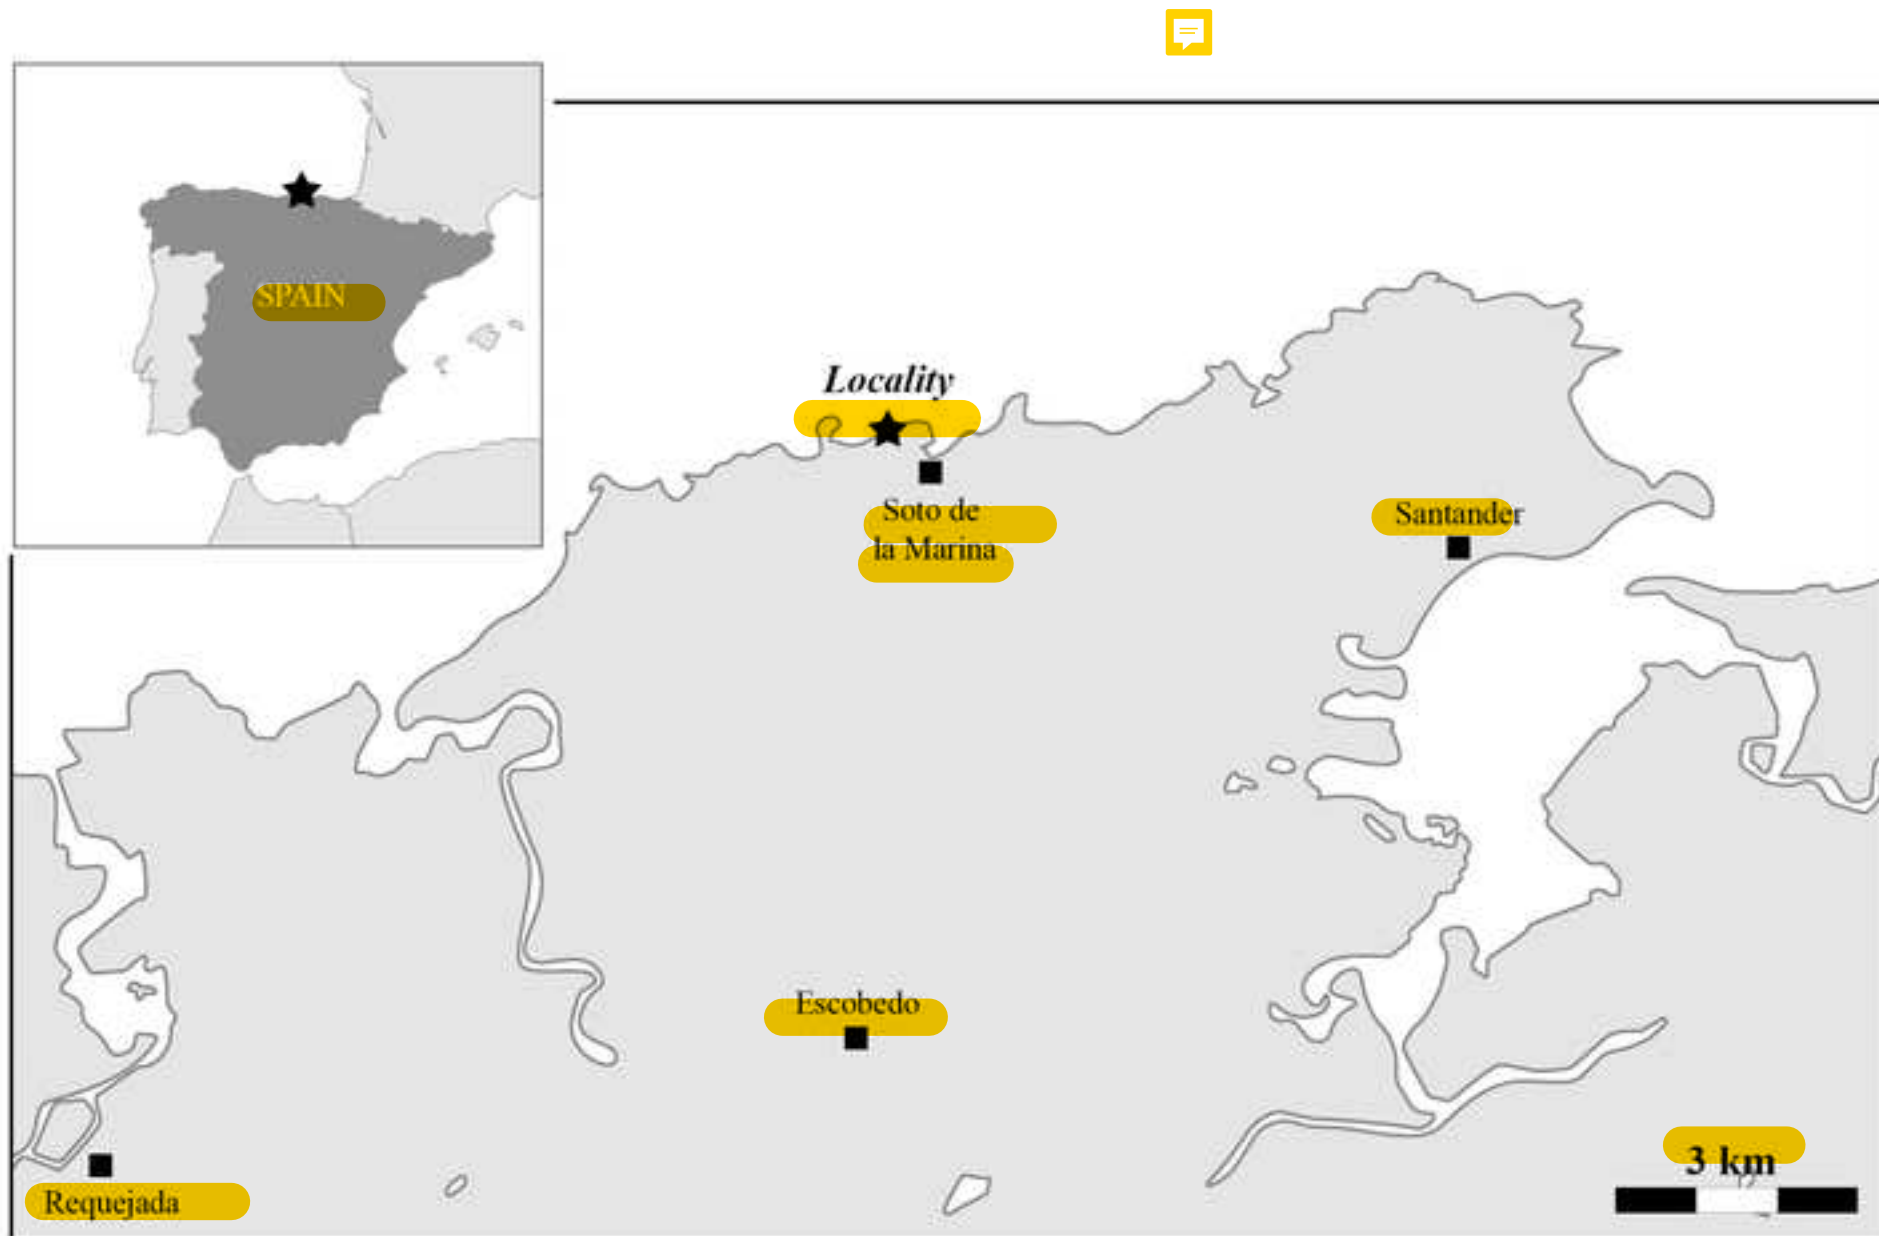 SPAIN
Locality
Soto de
la Marina
Santander
Escobedo
Requejada
3 km